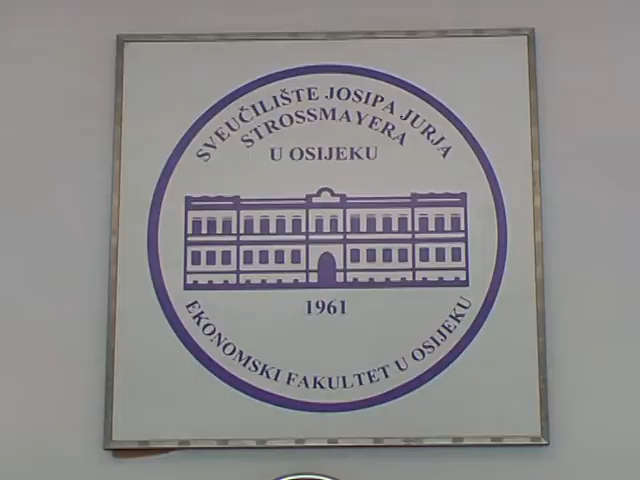 SVEUČILIŠTE JOSIPA JURJA
STROSSMAYERA
U OSIJEKU
1961
EKONOMSKI FAKULTET U OSIJEKU